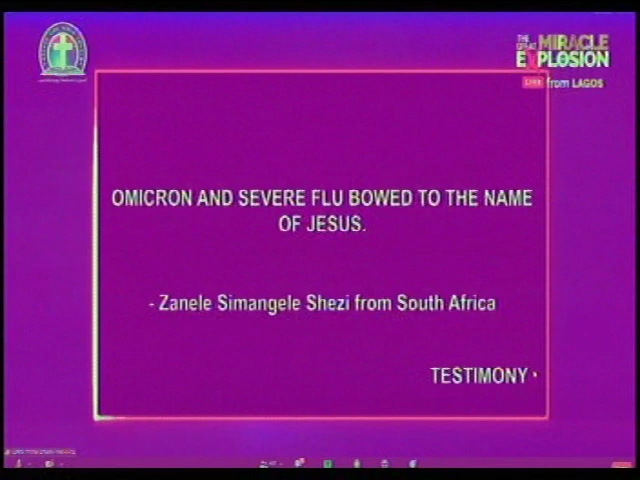 THE GREAT MIRACLE
EXPLOSION
LIVE from LAGOS
OMICRON AND SEVERE FLU BOWED TO THE NAME
OF JESUS.
- Zanele Simangele Shezi from South Africa
TESTIMONY